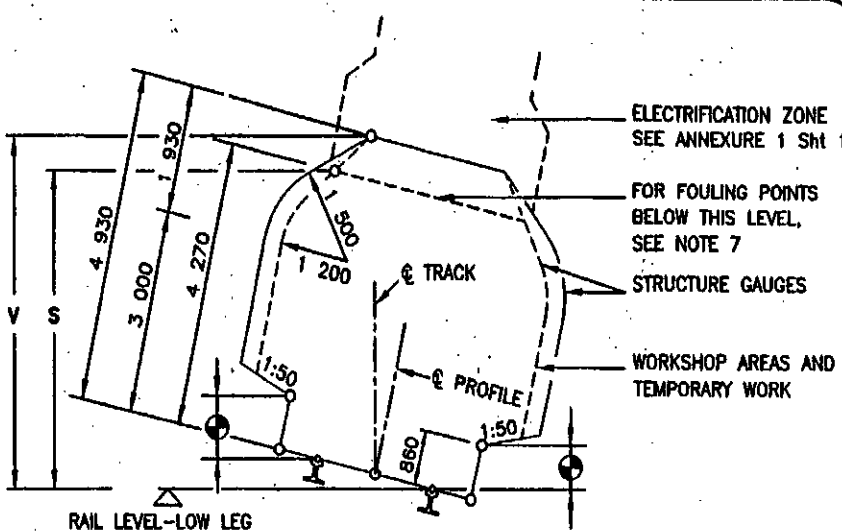 ELECTRIFICATION ZONE
SEE ANNEXURE 1 Sht 1
FOR FOULING POINTS
BELOW THIS LEVEL,
SEE NOTE 7
STRUCTURE GAUGES
WORKSHOP AREAS AND
TEMPORARY WORK
1 930
4 930
3 000
4 270
V
S
1 500
1 200
℄ TRACK
℄ PROFILE
1:50
1:50
860
RAIL LEVEL-LOW LEG